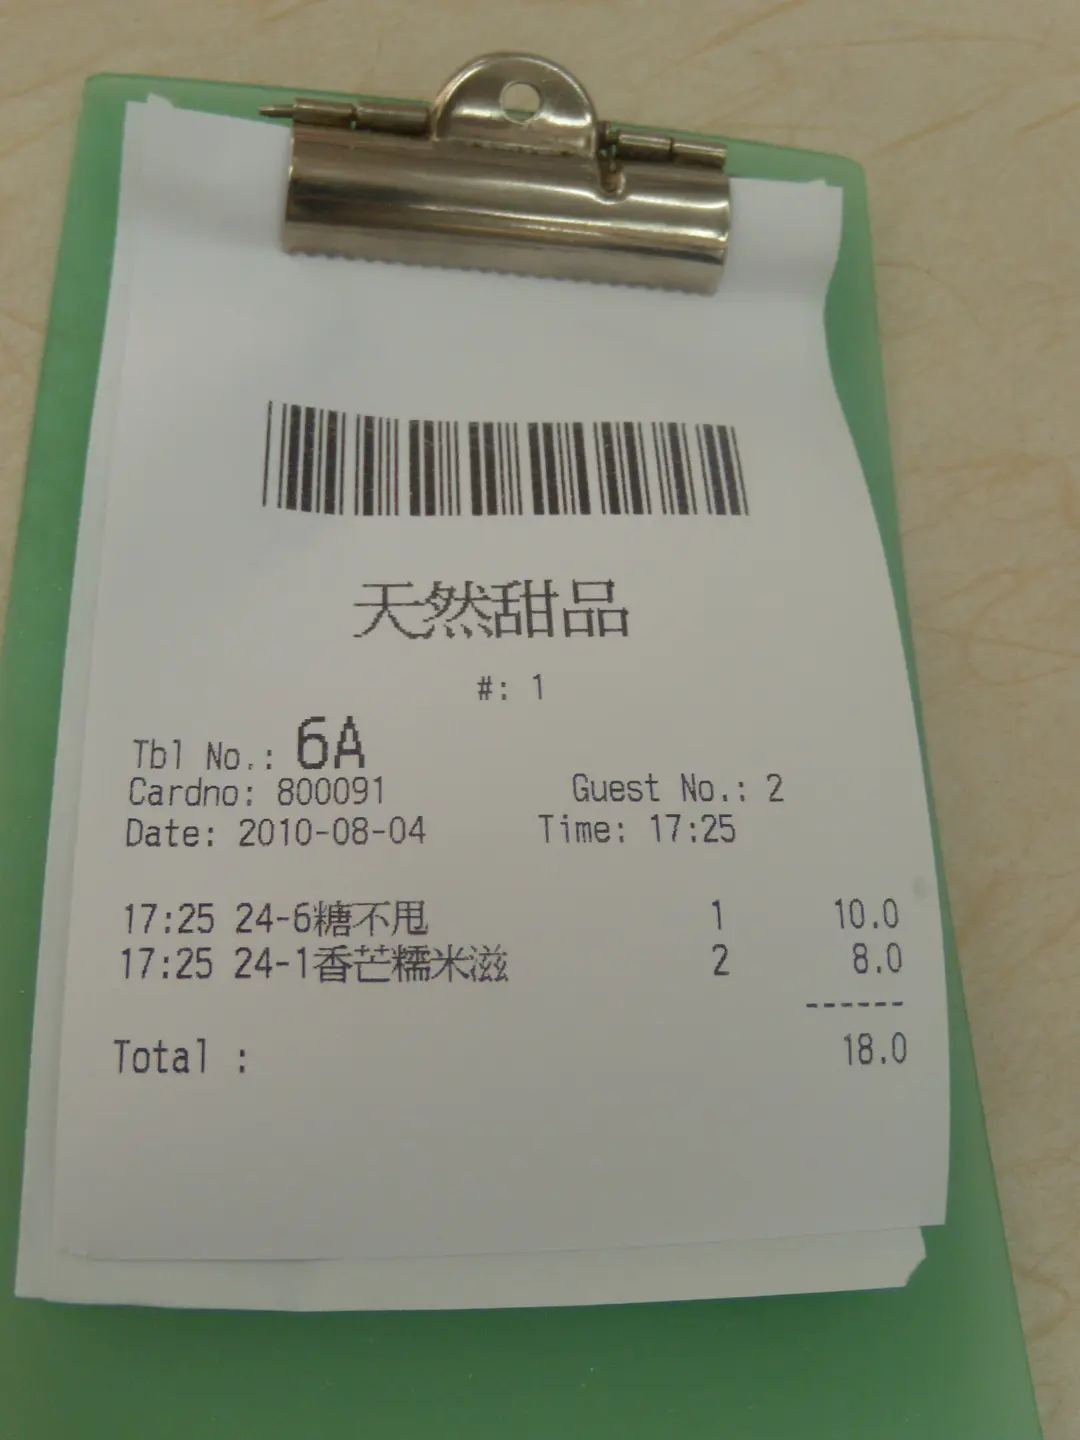 天然甜品
#: 1
Tbl No.: 6A
Cardno: 800091 Guest No.: 2
Date: 2010-08-04 Time: 17:25
17:25 24-6糖不甩 1 10.0
17:25 24-1香芒糯米滋 2 8.0
------
Total : 18.0